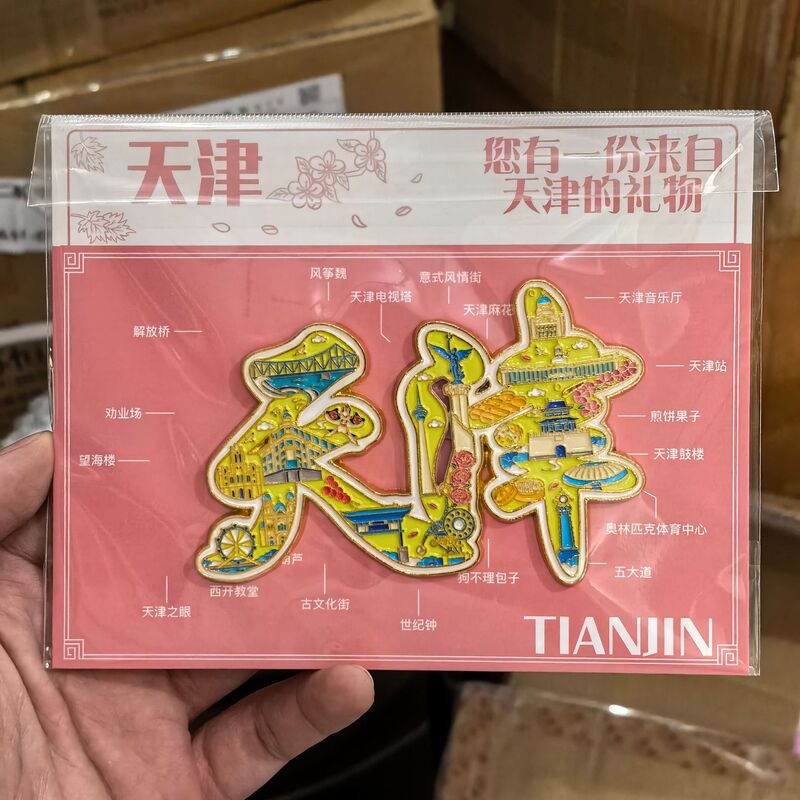 天津
您有一份来自
天津的礼物
风筝魏
意式风情街
天津电视塔
天津音乐厅
天津麻花
解放桥
天津站
劝业场
煎饼果子
望海楼
天津鼓楼
奥林匹克体育中心
葫芦
狗不理包子
五大道
西开教堂
古文化街
天津之眼
世纪钟
TIANJIN